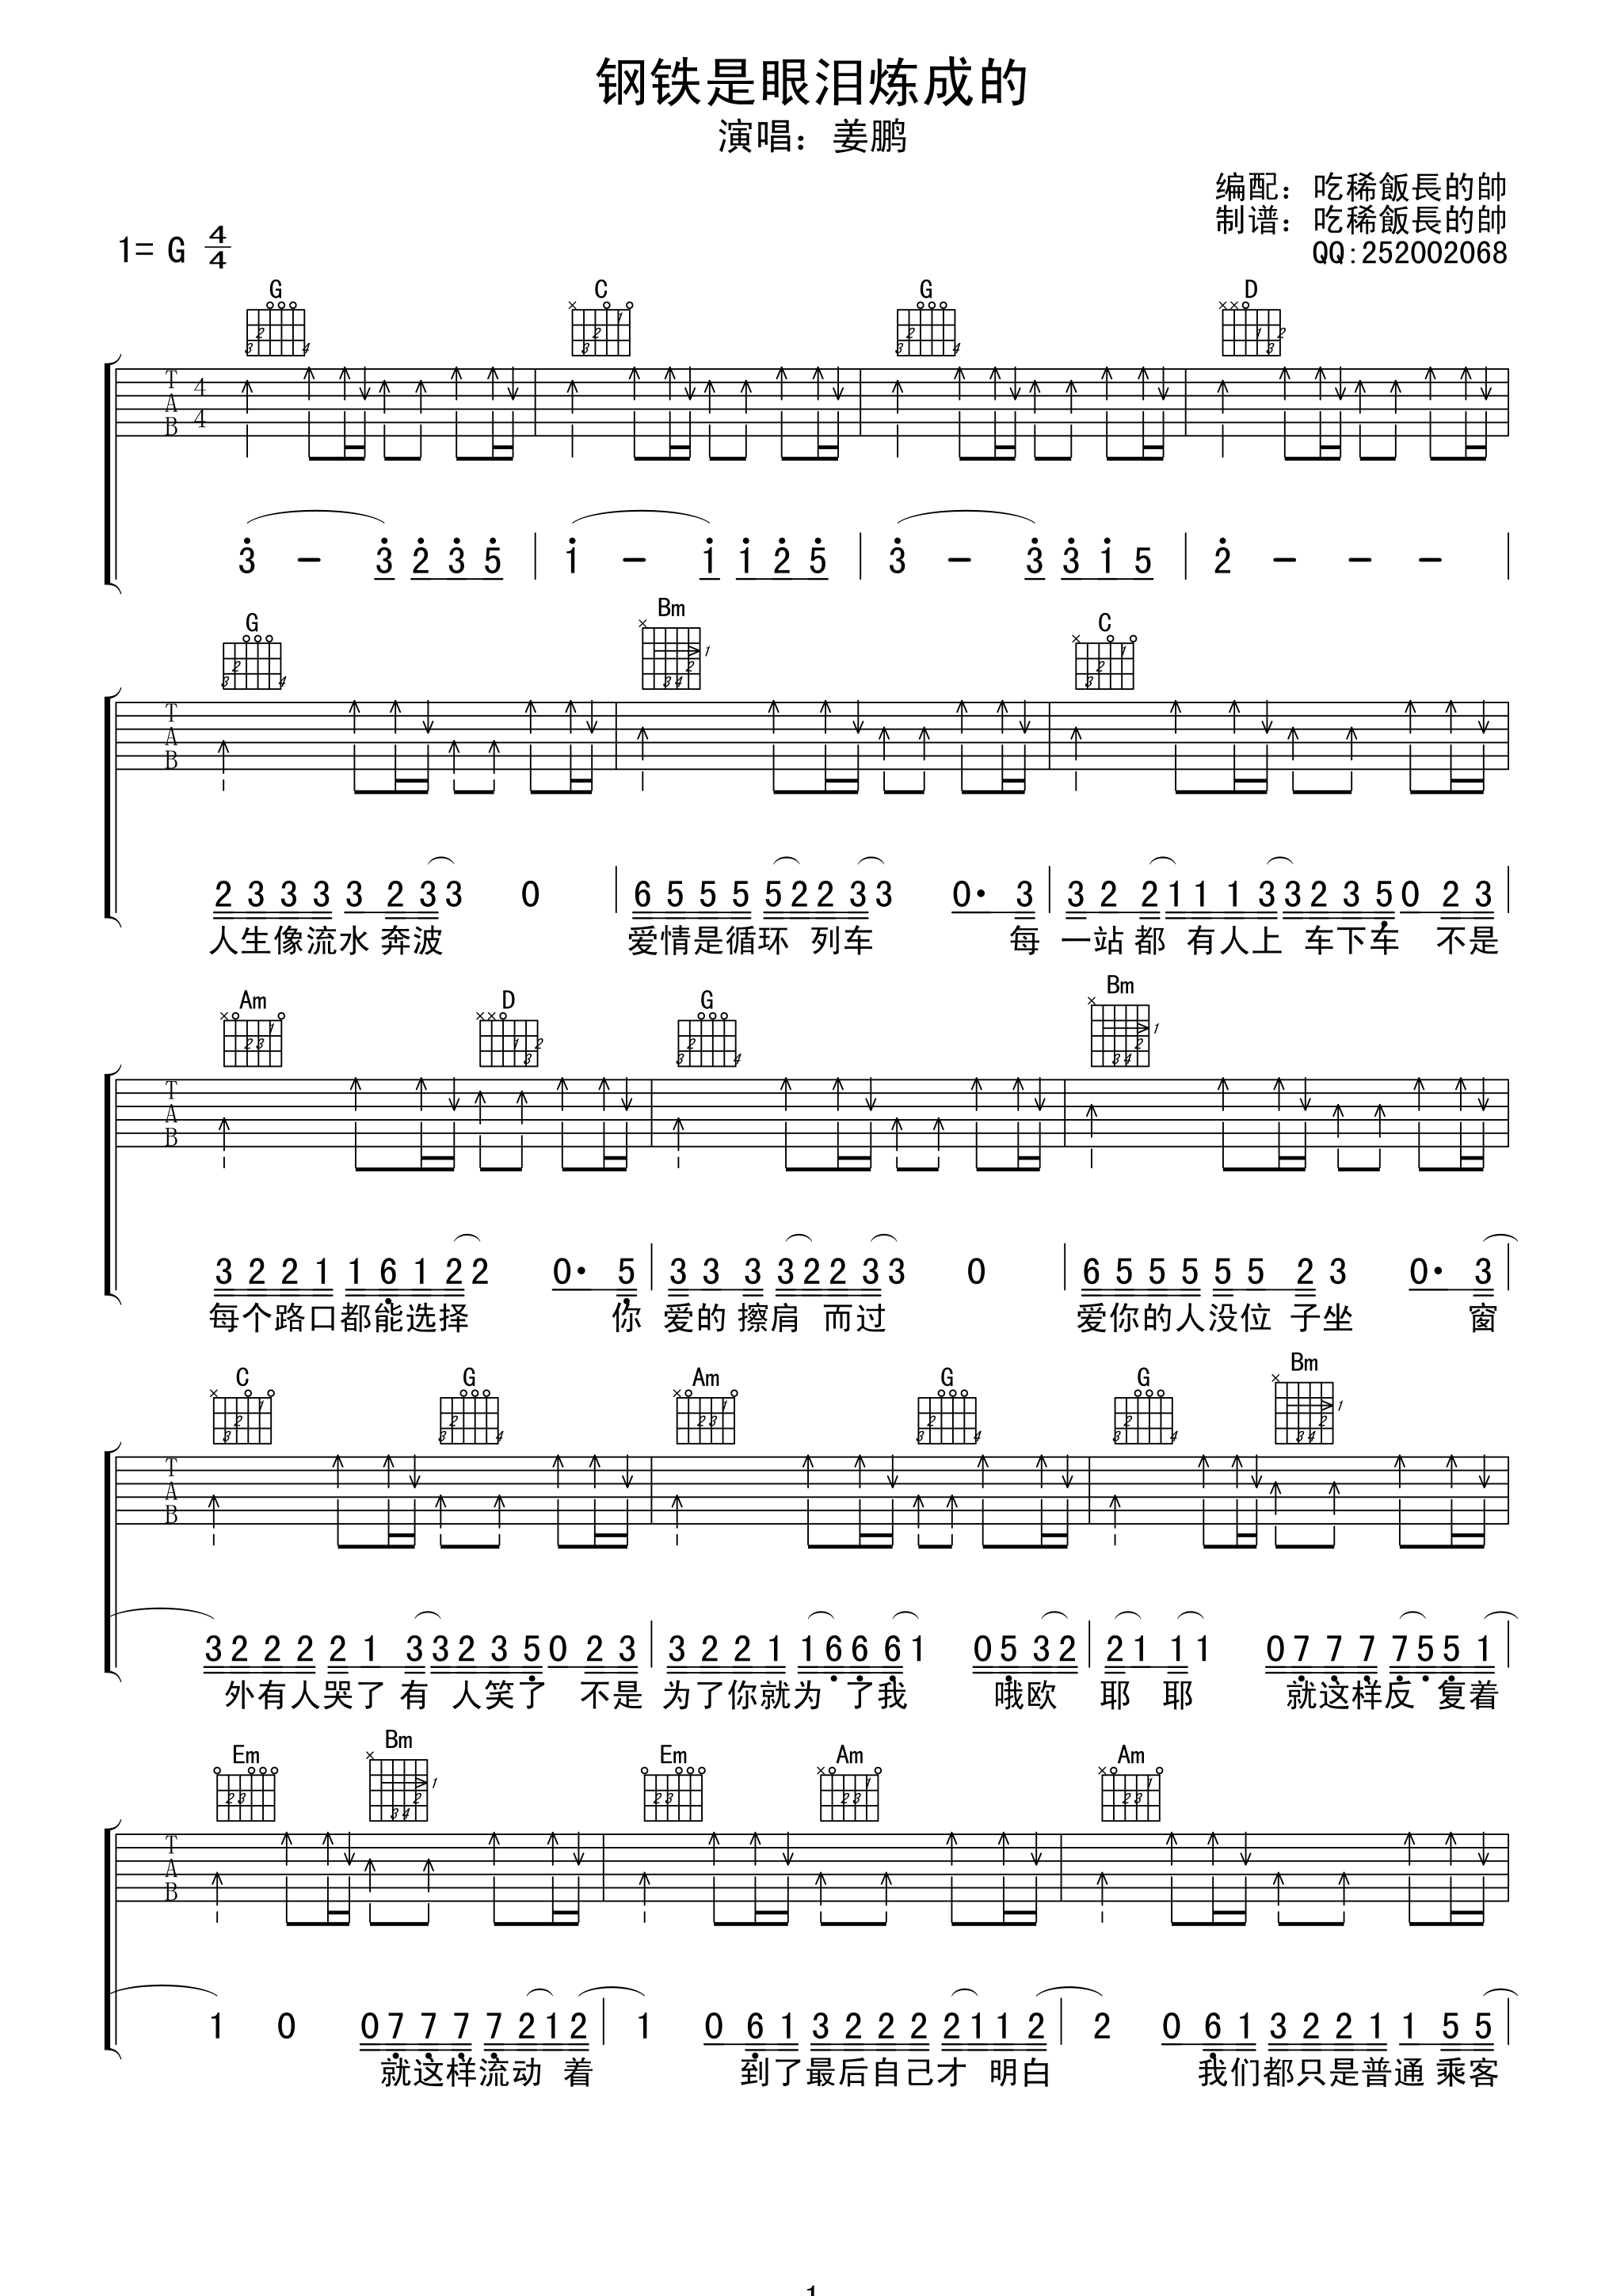 钢铁是眼泪炼成的
演唱：姜鹏
编配：吃稀飯長的帥
制谱：吃稀飯長的帥
QQ:252002068
1= G 4/4
G C G D
T A B 4 4
3 – 3 2 3 5 | 1 – 1 1 2 5 | 3 – 3 3 1 5 | 2 – – – |
G Bm C
T A B
2 3 3 3 3 2 3 3 0 | 6 5 5 5 5 2 2 3 3 0· 3 | 3 2 2 1 1 1 3 3 2 3 5 0 2 3 |
人生像流水 奔波 爱情是循环 列车 每 一站都 有人上 车下车 不是
Am D G Bm
T A B
3 2 2 1 1 6 1 2 2 0· 5 | 3 3 3 3 2 2 3 3 0 | 6 5 5 5 5 5 2 3 0· 3 |
每个路口都能选择 你 爱的 擦肩 而过 爱你的人没位 子坐 窗
C G Am G G Bm
T A B
3 2 2 2 2 1 3 3 2 3 5 0 2 3 | 3 2 2 1 1 6 6 6 1 0 5 3 2 | 2 1 1 1 0 7 7 7 7 5 5 1 |
外有人哭了 有 人笑了 不是 为了你就为 了我 哦欧 耶 耶 就这样反 复着
Em Bm Em Am Am
T A B
1 0 0 7 7 7 7 2 1 2 | 1 0 6 1 3 2 2 2 2 1 1 2 | 2 0 6 1 3 2 2 1 1 5 5 |
就这样流动 着 到了最后自己才 明白 我们都只是普通 乘客
1